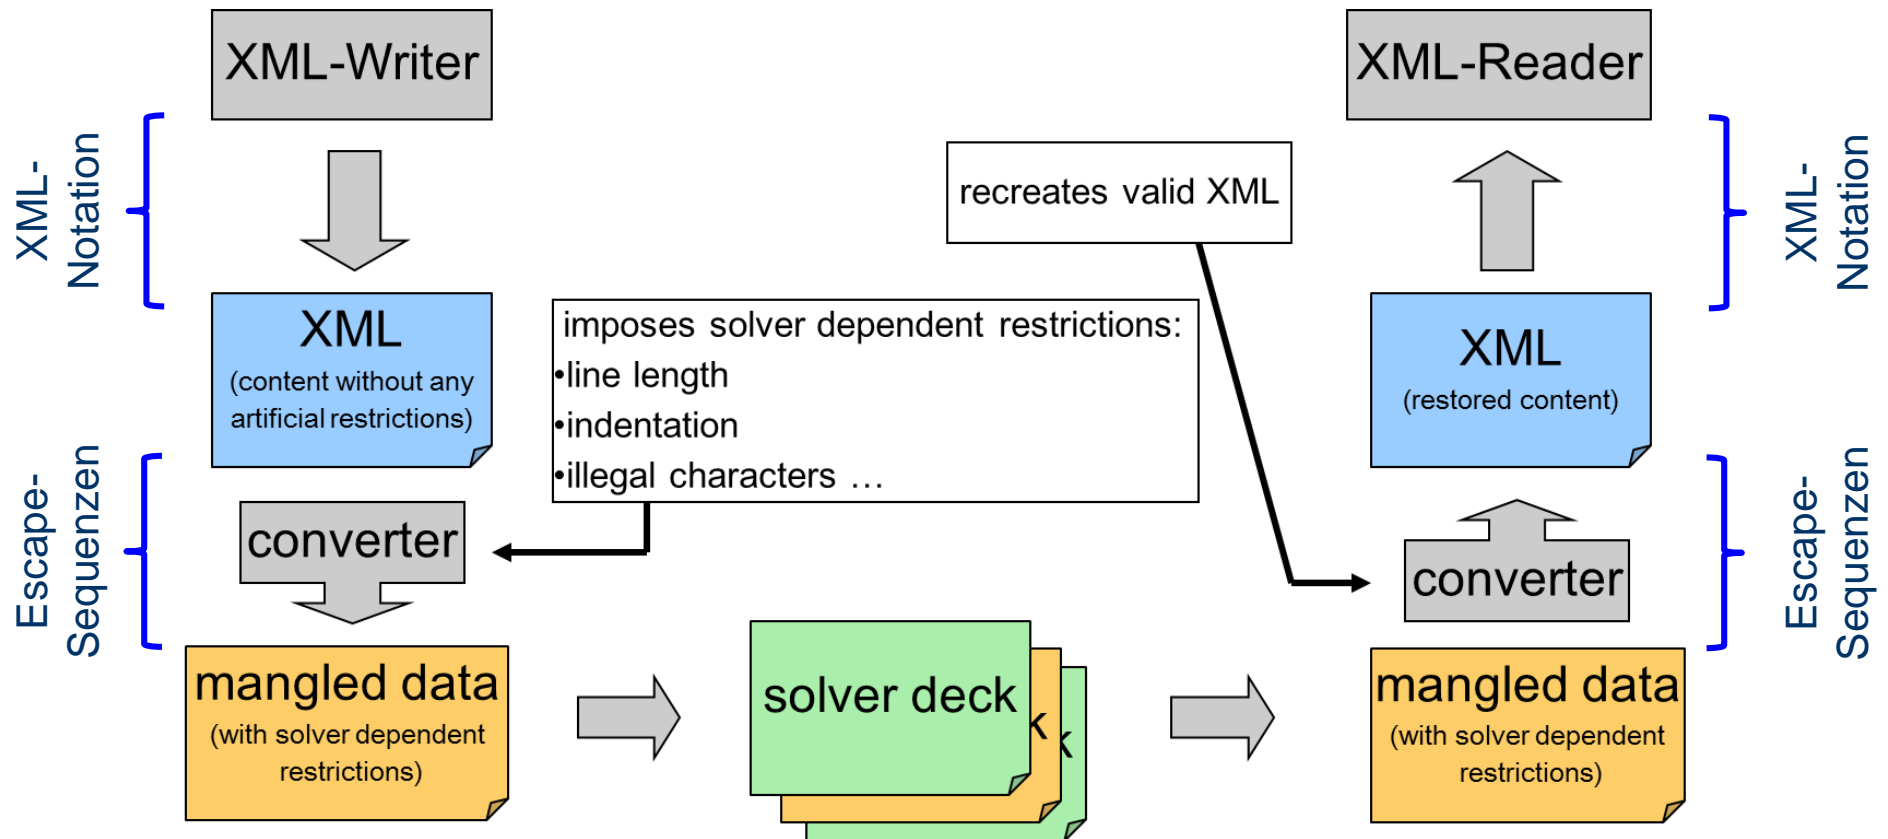 XML-Writer
XML-
Notation
XML
(content without any
artificial restrictions)
Escape-
Sequenzen
converter
mangled data
(with solver dependent
restrictions)
imposes solver dependent restrictions:
•line length
•indentation
•illegal characters …
solver deck
k
k
recreates valid XML
XML-Reader
XML-
Notation
XML
(restored content)
converter
Escape-
Sequenzen
mangled data
(with solver dependent
restrictions)